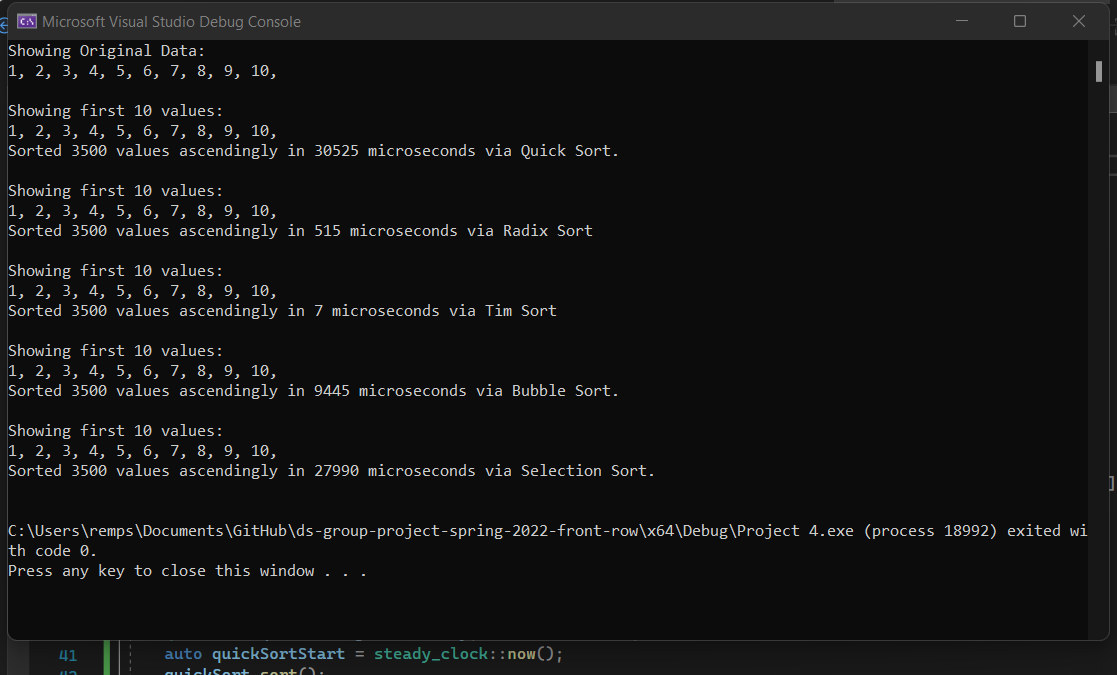 Microsoft Visual Studio Debug Console
Showing Original Data:
1, 2, 3, 4, 5, 6, 7, 8, 9, 10,
Showing first 10 values:
1, 2, 3, 4, 5, 6, 7, 8, 9, 10,
Sorted 3500 values ascendingly in 30525 microseconds via Quick Sort.
Showing first 10 values:
1, 2, 3, 4, 5, 6, 7, 8, 9, 10,
Sorted 3500 values ascendingly in 515 microseconds via Radix Sort
Showing first 10 values:
1, 2, 3, 4, 5, 6, 7, 8, 9, 10,
Sorted 3500 values ascendingly in 7 microseconds via Tim Sort
Showing first 10 values:
1, 2, 3, 4, 5, 6, 7, 8, 9, 10,
Sorted 3500 values ascendingly in 9445 microseconds via Bubble Sort.
Showing first 10 values:
1, 2, 3, 4, 5, 6, 7, 8, 9, 10,
Sorted 3500 values ascendingly in 27990 microseconds via Selection Sort.
C:\Users\remps\Documents\GitHub\ds-group-project-spring-2022-front-row\x64\Debug\Project 4.exe (process 18992) exited wi
th code 0.
Press any key to close this window . . .
41 auto quickSortStart = steady_clock::now();
quickSort.sort();